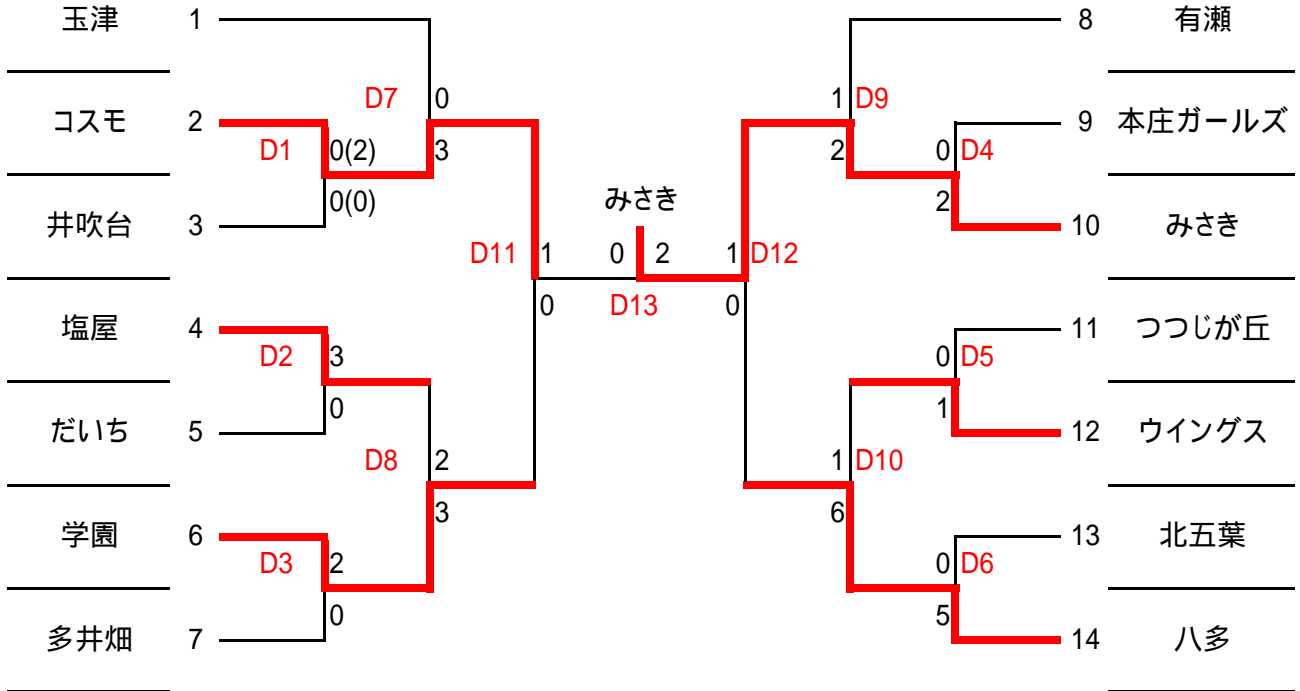 玉津 1 8 有瀬
D7 0 1 D9
コスモ 2 9 本庄ガールズ
D1 0(2) 3 2 0 D4
0(0) みさき 2
井吹台 3 10 みさき
D11 1 0 2 1 D12
0 D13 0
塩屋 4 11 つつじが丘
D2 3 0 D5
0 1
だいち 5 12 ウイングス
D8 2 1 D10
3 6
学園 6 13 北五葉
D3 2 0 D6
0 5
多井畑 7 14 八多